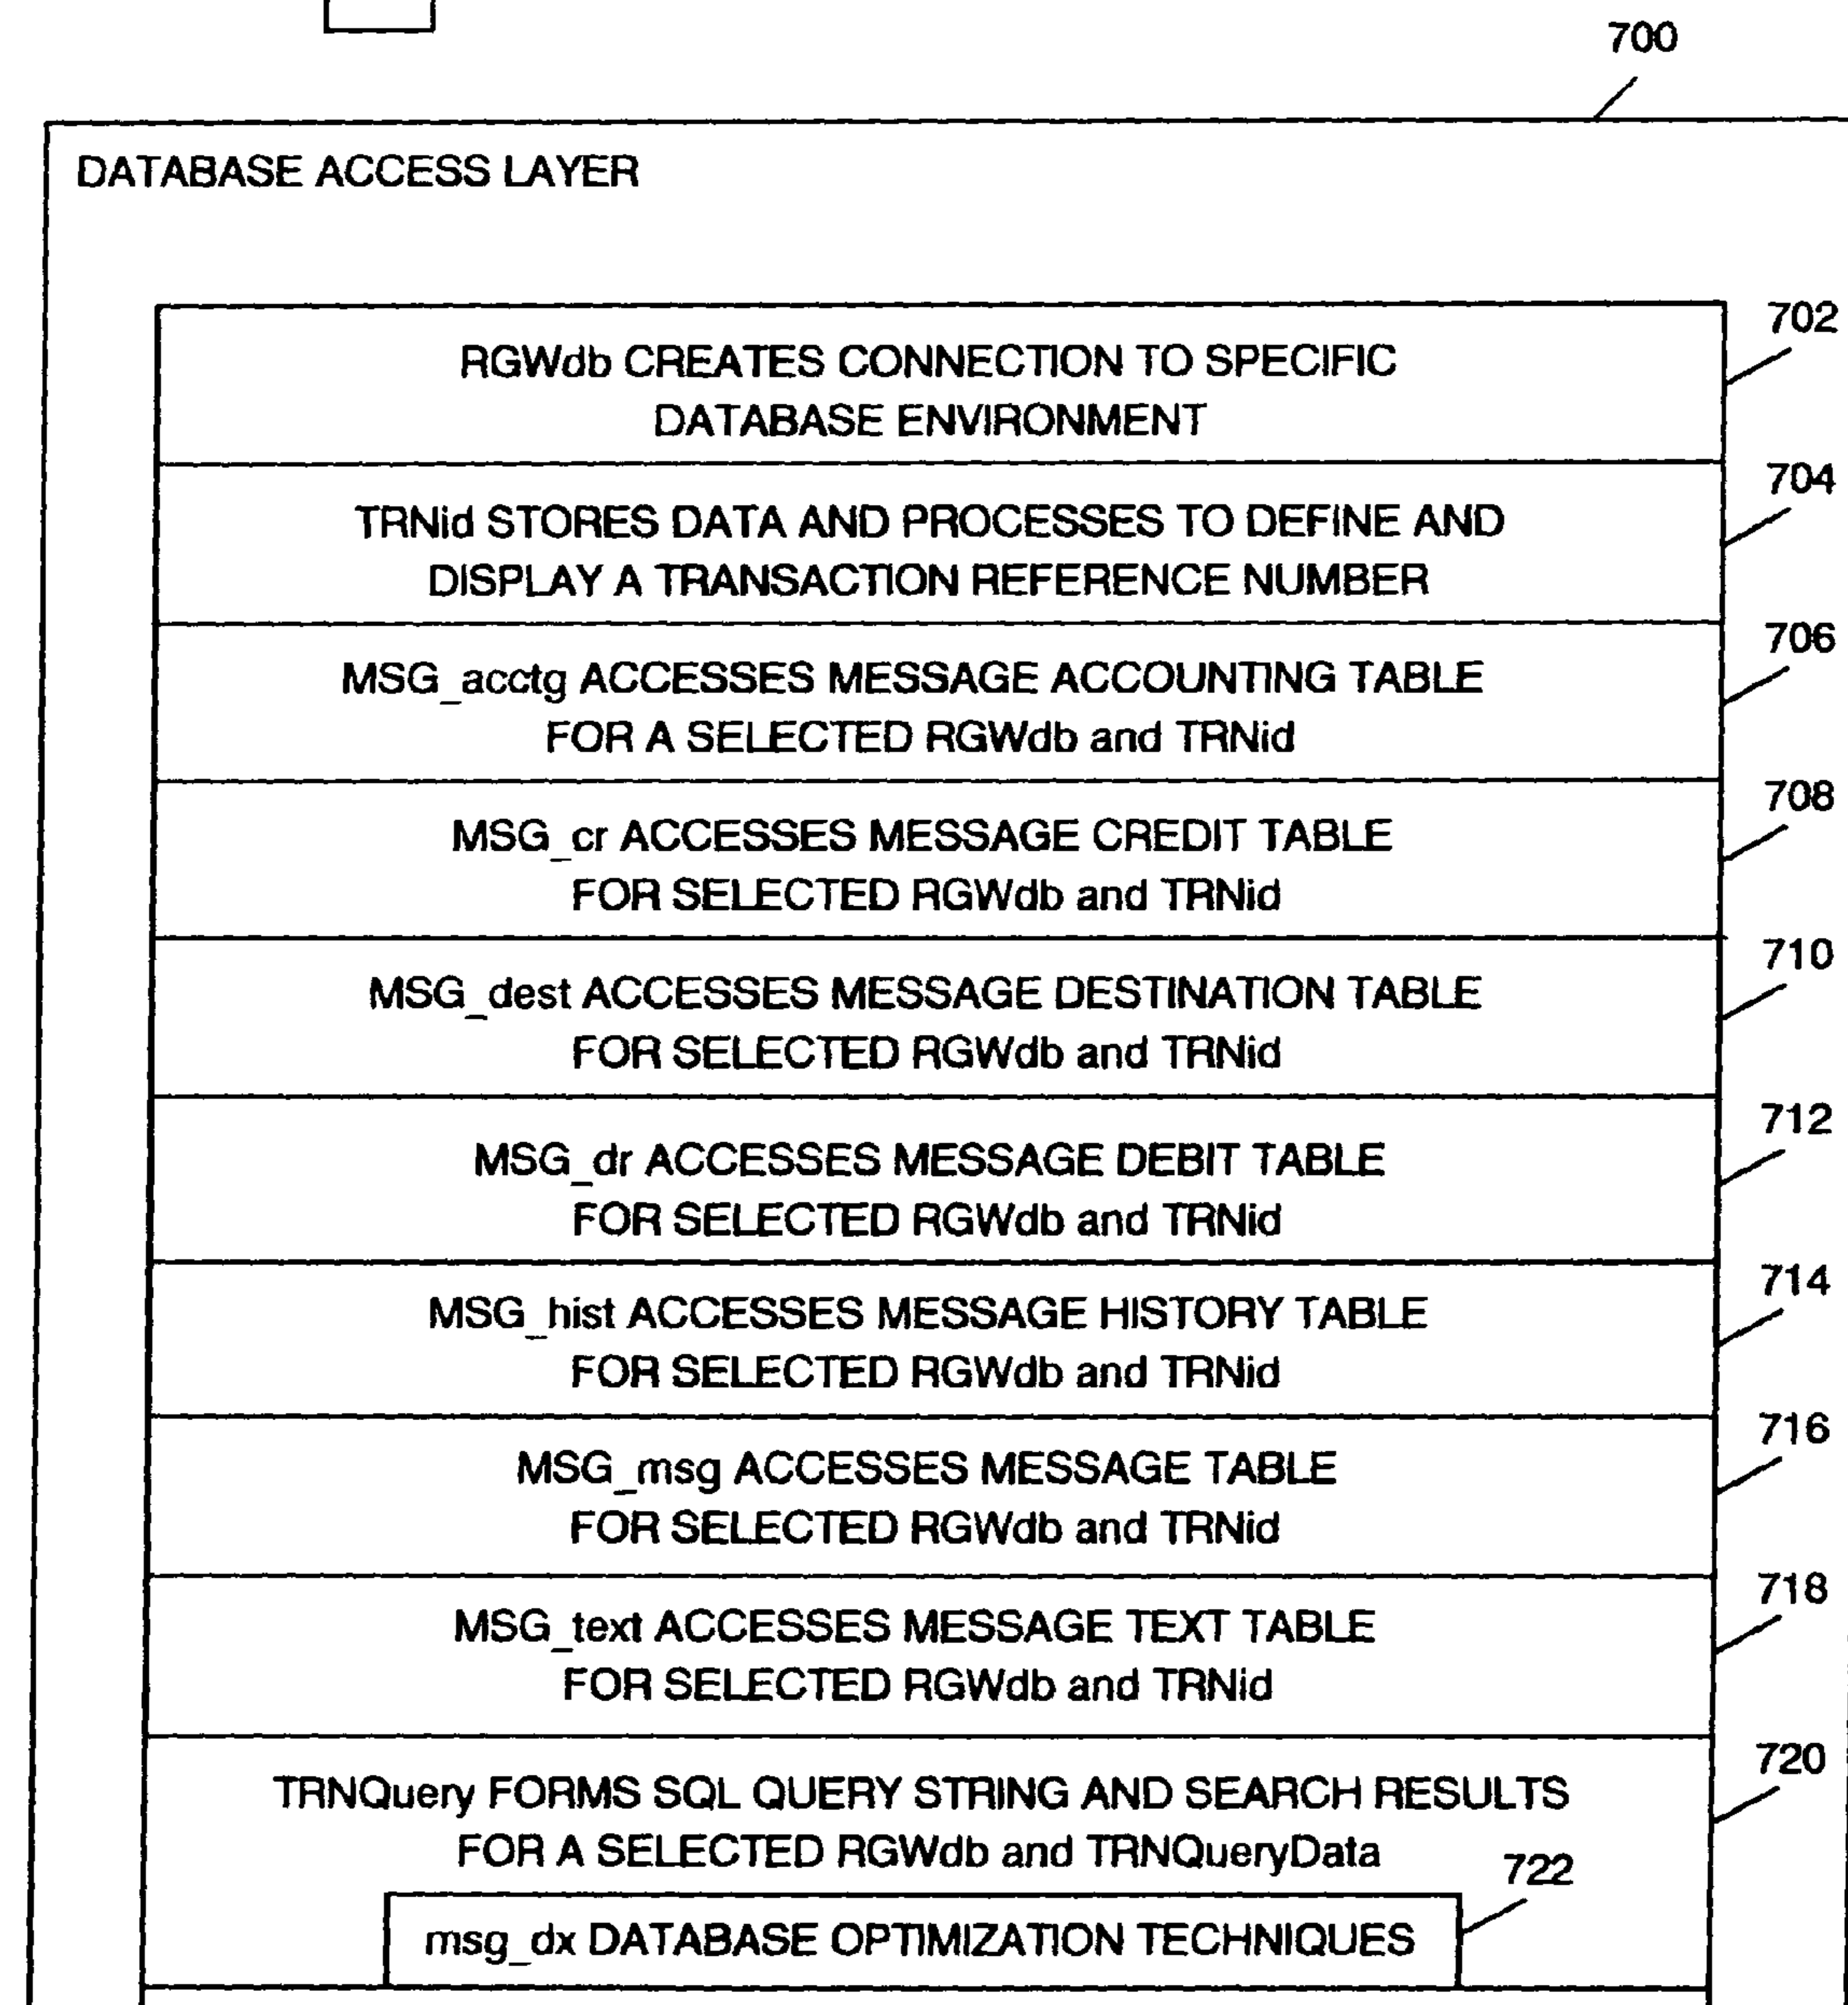 700
DATABASE ACCESS LAYER
702
RGWdb CREATES CONNECTION TO SPECIFIC
DATABASE ENVIRONMENT
704
TRNid STORES DATA AND PROCESSES TO DEFINE AND
DISPLAY A TRANSACTION REFERENCE NUMBER
706
MSG_acctg ACCESSES MESSAGE ACCOUNTING TABLE
FOR A SELECTED RGWdb and TRNid
708
MSG_cr ACCESSES MESSAGE CREDIT TABLE
FOR SELECTED RGWdb and TRNid
710
MSG_dest ACCESSES MESSAGE DESTINATION TABLE
FOR SELECTED RGWdb and TRNid
712
MSG_dr ACCESSES MESSAGE DEBIT TABLE
FOR SELECTED RGWdb and TRNid
714
MSG_hist ACCESSES MESSAGE HISTORY TABLE
FOR SELECTED RGWdb and TRNid
716
MSG_msg ACCESSES MESSAGE TABLE
FOR SELECTED RGWdb and TRNid
718
MSG_text ACCESSES MESSAGE TEXT TABLE
FOR SELECTED RGWdb and TRNid
720
TRNQuery FORMS SQL QUERY STRING AND SEARCH RESULTS
FOR A SELECTED RGWdb and TRNQueryData
722
msg_dx DATABASE OPTIMIZATION TECHNIQUES